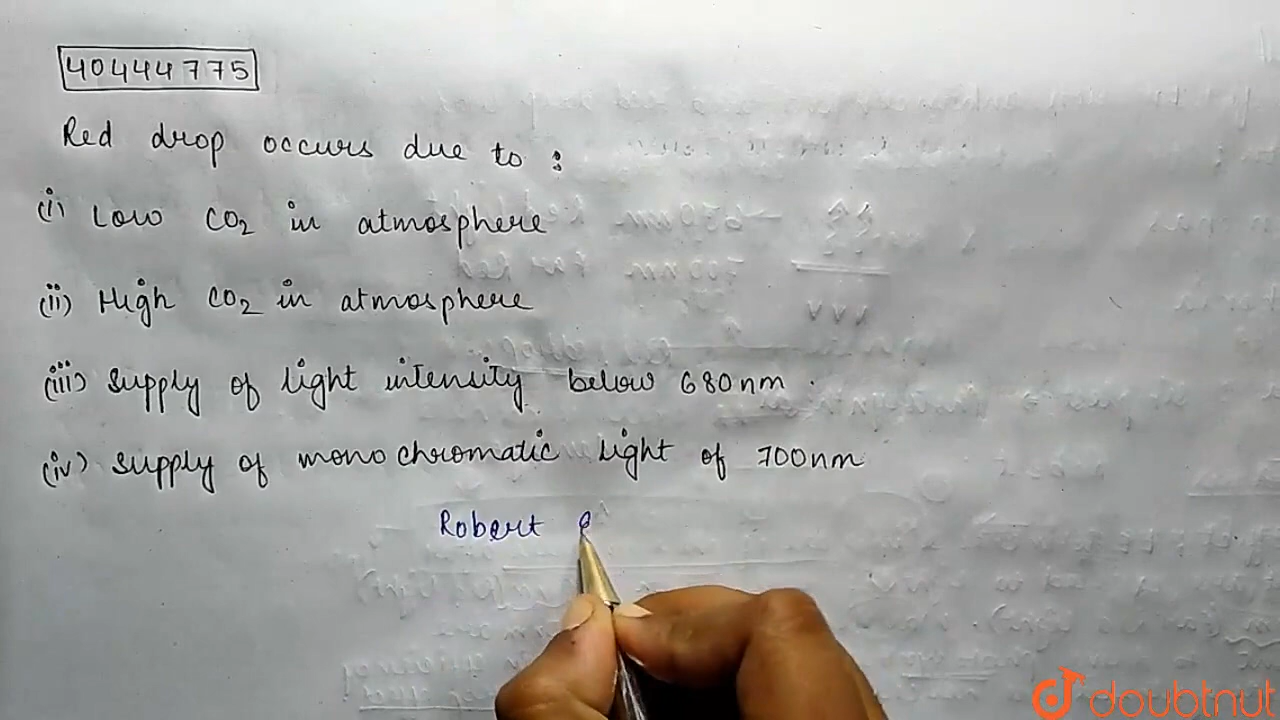 40444775
Red drop occurs due to :
(i) Low CO2 in atmosphere
(ii) High CO2 in atmosphere
(iii) Supply of light intensity below 680nm.
(iv) Supply of monochromatic light of 700nm
Robert
doubtnut